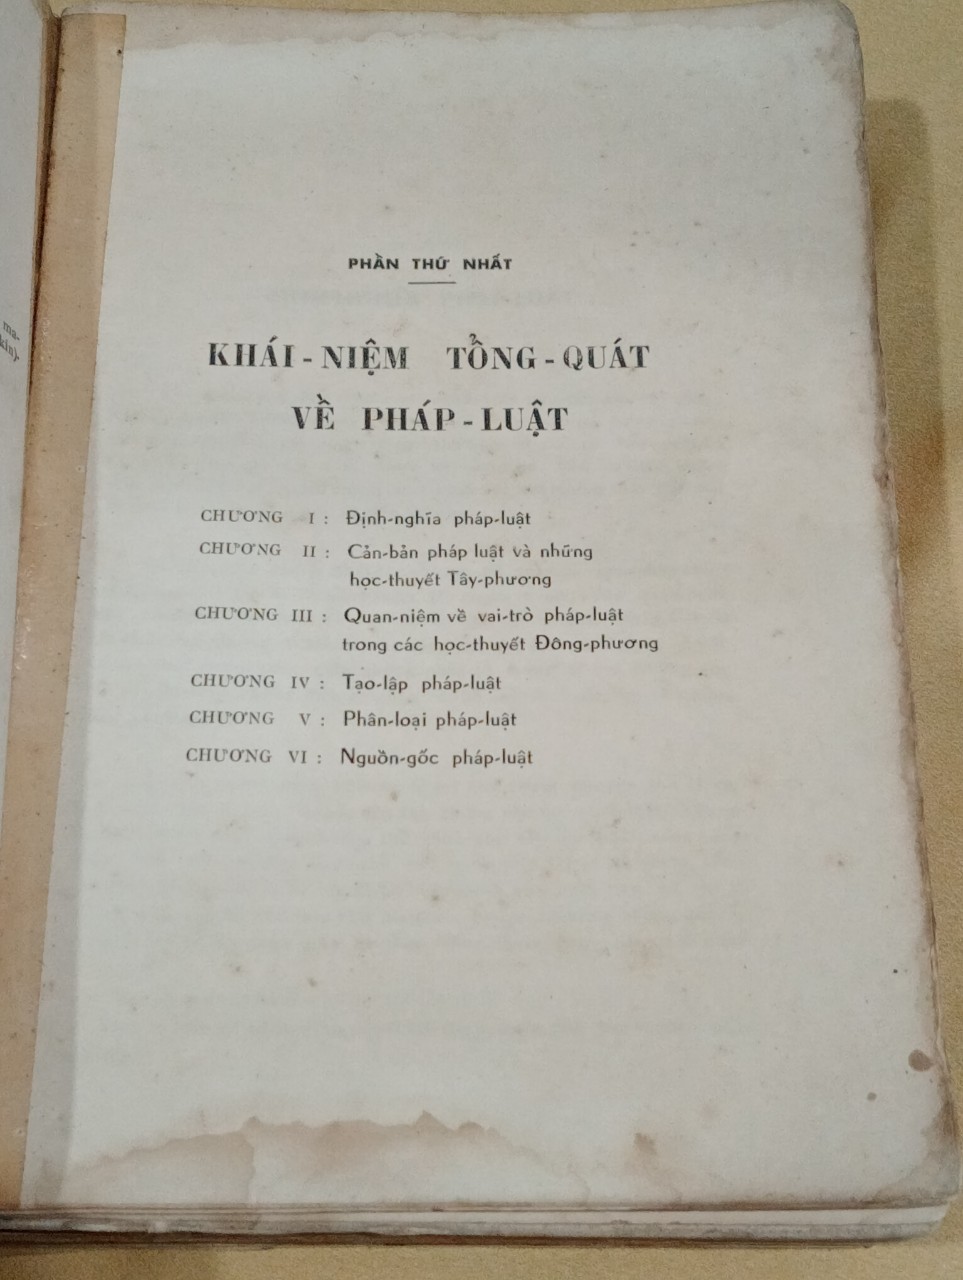 ma-
kín).
PHẦN THỨ NHẤT
KHÁI-NIỆM TỔNG-QUÁT
VỀ PHÁP-LUẬT
CHƯƠNG I : Định-nghĩa pháp-luật
CHƯƠNG II : Căn-bản pháp luật và những
học-thuyết Tây-phương
CHƯƠNG III : Quan-niệm về vai-trò pháp-luật
trong các học-thuyết Đông-phương
CHƯƠNG IV : Tạo-lập pháp-luật
CHƯƠNG V : Phân-loại pháp-luật
CHƯƠNG VI : Nguồn-gốc pháp-luật